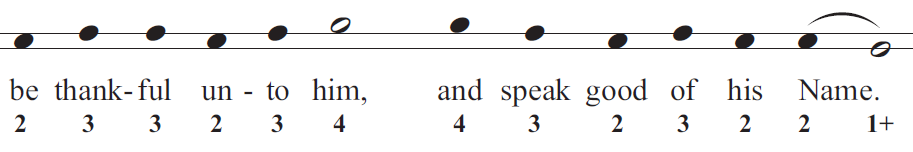 be thank-ful un - to him, and speak good of his Name.
2 3 3 2 3 4 4 3 2 3 2 2 1+